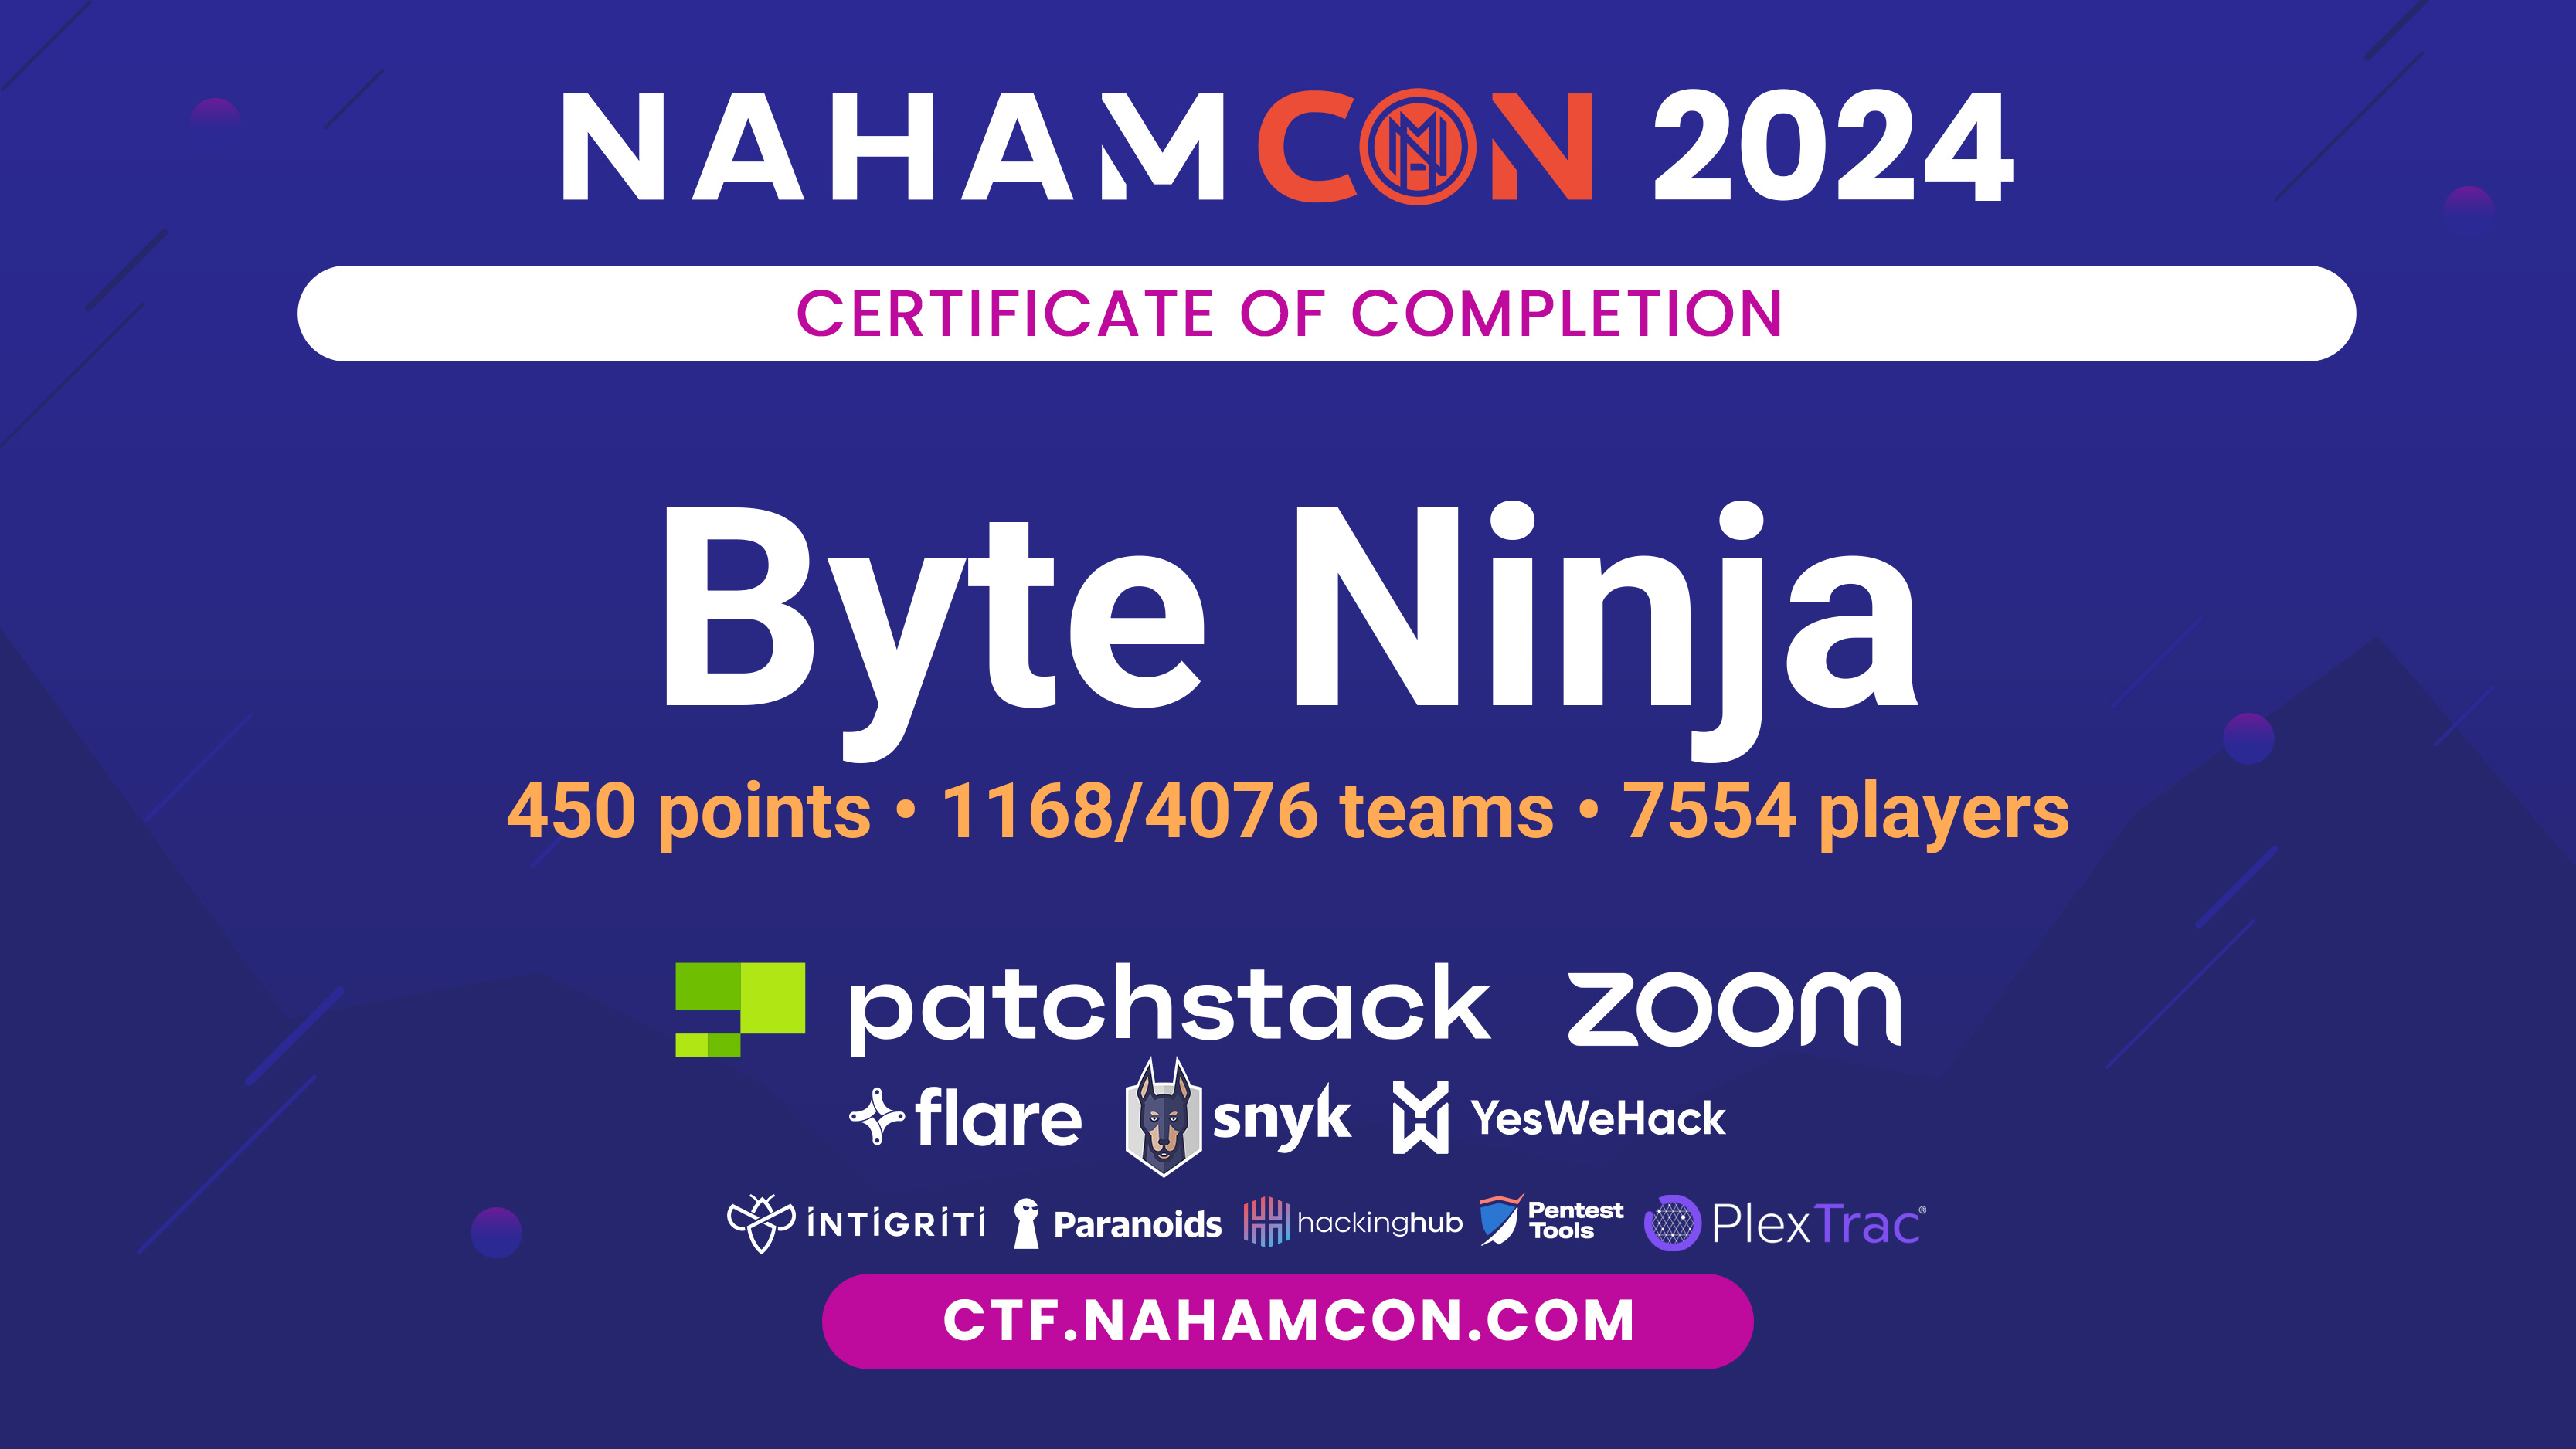 NAHAMCON 2024
CERTIFICATE OF COMPLETION
Byte Ninja
450 points • 1168/4076 teams • 7554 players
patchstack zoom
flare snyk YesWeHack
INTIGRITI Paranoids hackinghub Pentest Tools PlexTrac®
CTF.NAHAMCON.COM